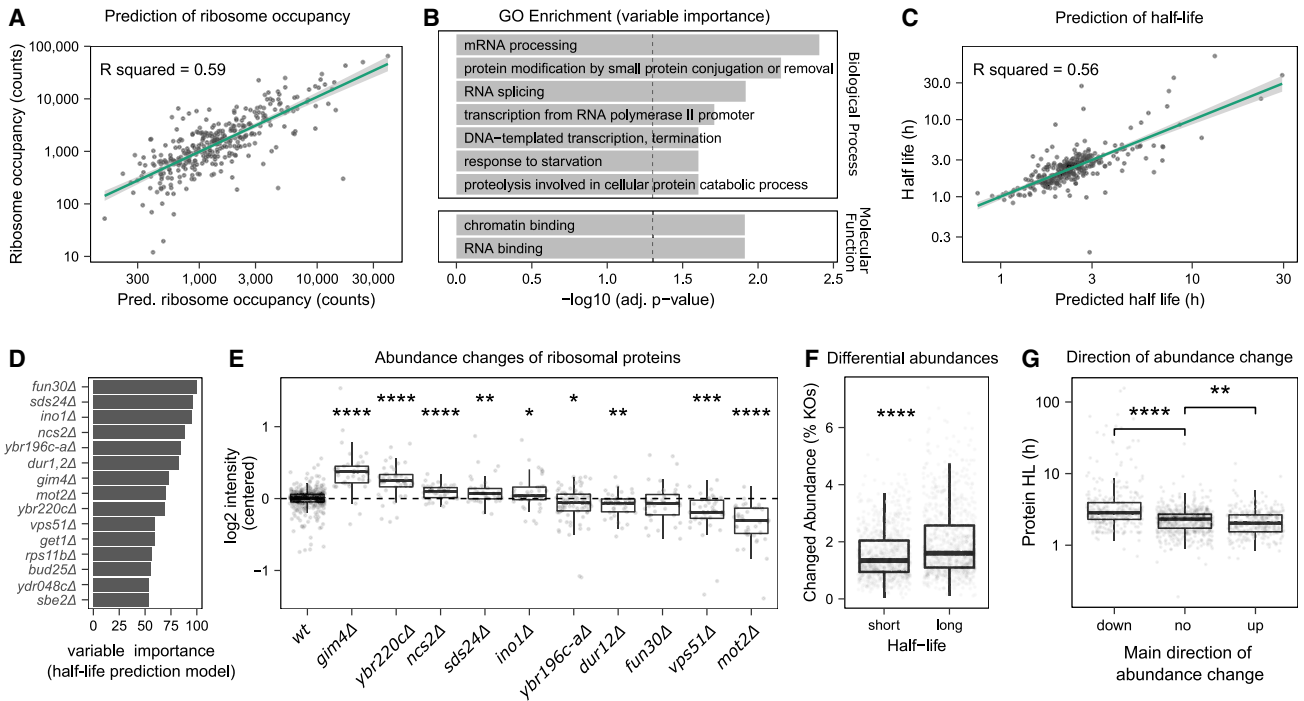 A
Prediction of ribosome occupancy
R squared = 0.59
Ribosome occupancy (counts)
100,000
10,000
1,000
100
10
300
1,000
3,000
10,000
30,000
Pred. ribosome occupancy (counts)
B
GO Enrichment (variable importance)
mRNA processing
protein modification by small protein conjugation or removal
RNA splicing
transcription from RNA polymerase II promoter
DNA-templated transcription, termination
response to starvation
proteolysis involved in cellular protein catabolic process
Biological Process
chromatin binding
RNA binding
Molecular
Function
0.0
0.5
1.0
1.5
2.0
2.5
−log10 (adj. p-value)
C
Prediction of half-life
R squared = 0.56
Half life (h)
30.0
10.0
3.0
1.0
0.3
1
3
10
30
Predicted half life (h)
D
fun30Δ
sds24Δ
ino1Δ
ncs2Δ
ybr196c-aΔ
dur1,2Δ
gim4Δ
mot2Δ
ybr220cΔ
vps51Δ
get1Δ
rps11bΔ
bud25Δ
ydr048cΔ
sbe2Δ
0
25
50
75
100
variable importance
(half-life prediction model)
E
Abundance changes of ribosomal proteins
log2 intensity
(centered)
1
0
−1
****
****
****
**
*
*
**
***
****
wt
gim4Δ
ybr220cΔ
ncs2Δ
sds24Δ
ino1Δ
ybr196c-aΔ
dur12Δ
fun30Δ
vps51Δ
mot2Δ
F
Differential abundances
Changed Abundance (% KOs)
8
6
4
2
0
****
short
long
Half-life
G
Direction of abundance change
Protein HL (h)
100
10
1
****
**
down
no
up
Main direction of
abundance change